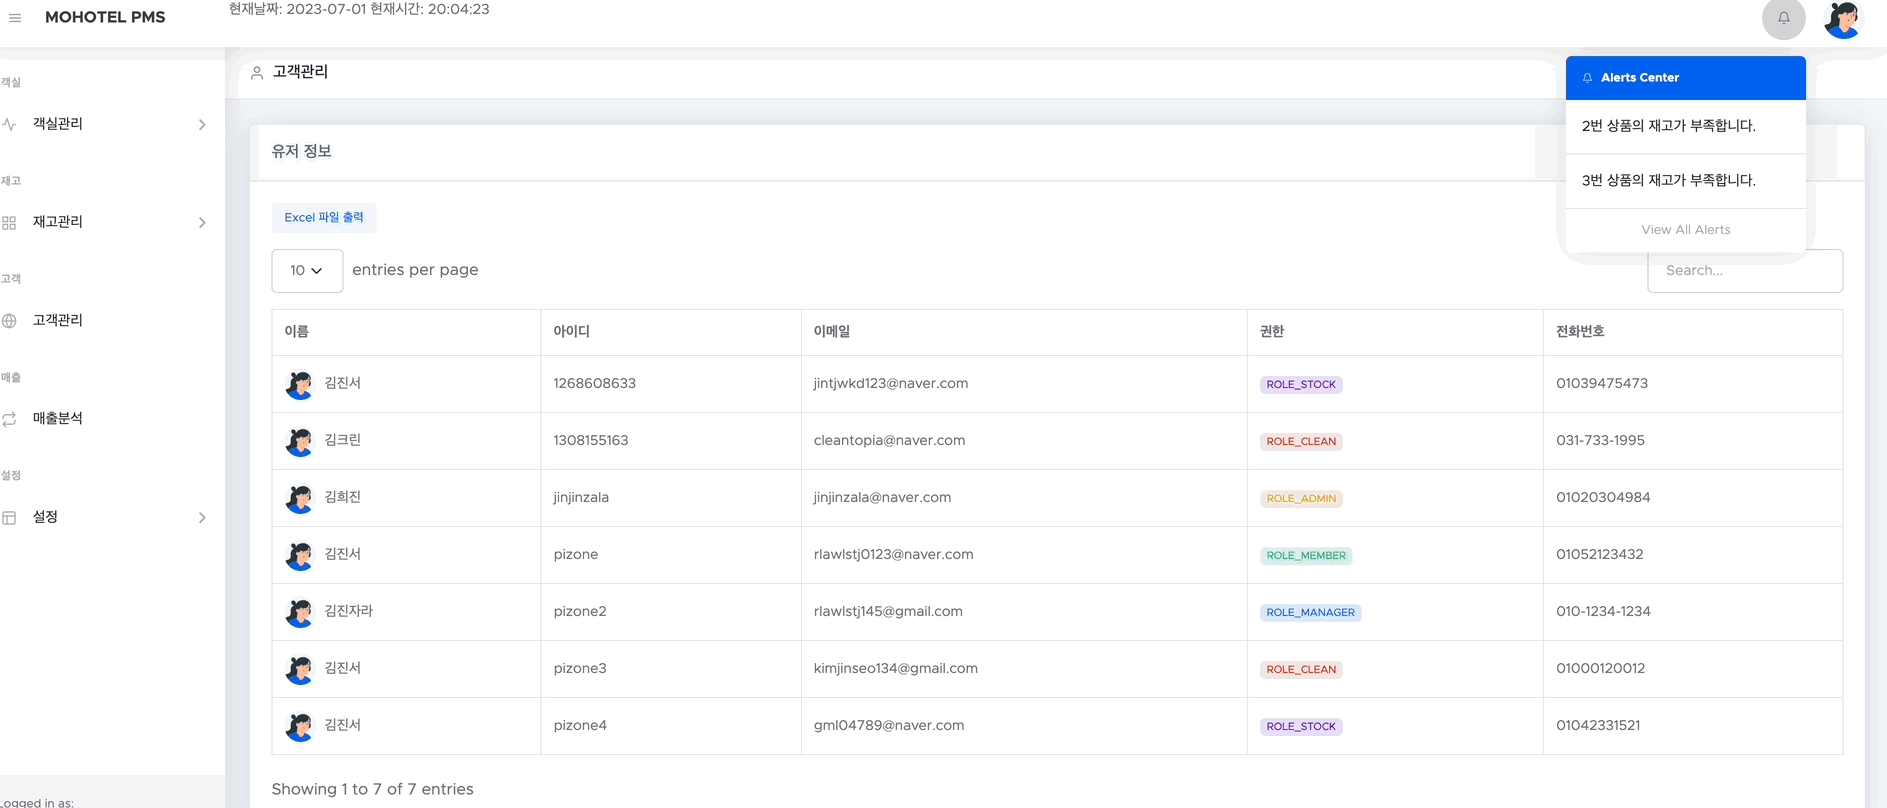 MOHOTEL PMS
현재날짜: 2023-07-01 현재시간: 20:04:23
객실
객실관리
재고
재고관리
고객
고객관리
매출
매출분석
설정
설정
Logged in as:
고객관리
Alerts Center
2번 상품의 재고가 부족합니다.
3번 상품의 재고가 부족합니다.
View All Alerts
유저 정보
Excel 파일 출력
10 entries per page
Search...
이름 아이디 이메일 권한 전화번호
김진서 1268608633 jintjwkd123@naver.com ROLE_STOCK 01039475473
김크린 1308155163 cleantopia@naver.com ROLE_CLEAN 031-733-1995
김희진 jinjinzala jinjinzala@naver.com ROLE_ADMIN 01020304984
김진서 pizone rlawlstj0123@naver.com ROLE_MEMBER 01052123432
김진자라 pizone2 rlawlstj145@gmail.com ROLE_MANAGER 010-1234-1234
김진서 pizone3 kimjinseo134@gmail.com ROLE_CLEAN 01000120012
김진서 pizone4 gml04789@naver.com ROLE_STOCK 01042331521
Showing 1 to 7 of 7 entries